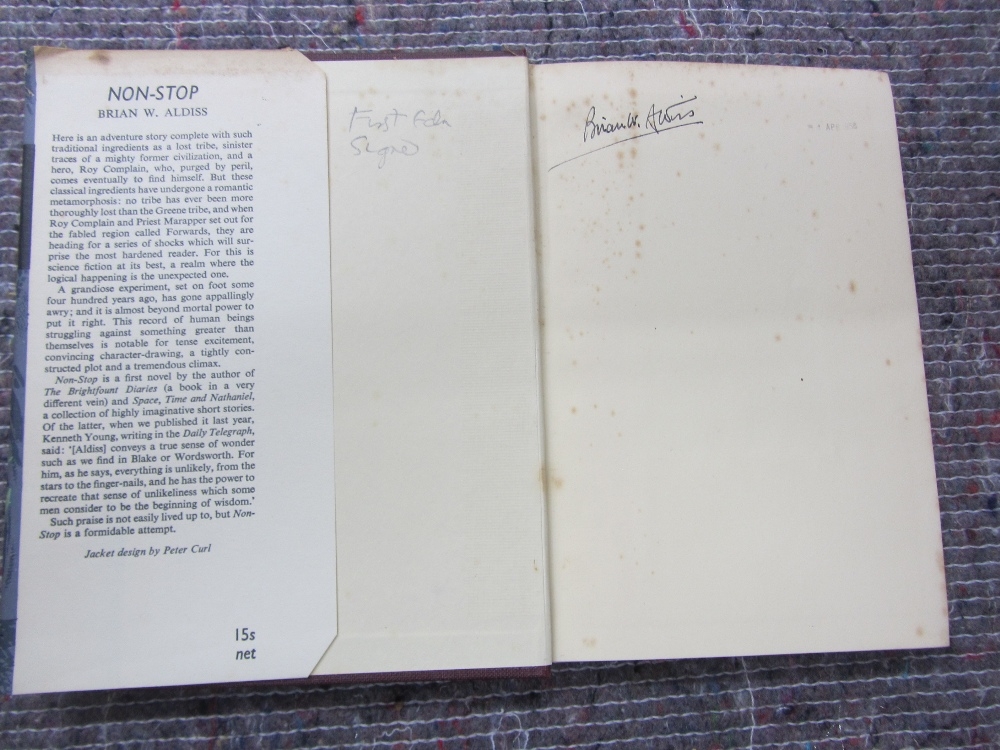 NON-STOP
BRIAN W. ALDISS
Here is an adventure story complete with such
traditional ingredients as a lost tribe, sinister
traces of a mighty former civilization, and a
hero, Roy Complain, who, purged by peril,
comes eventually to find himself. But these
classical ingredients have undergone a romantic
metamorphosis: no tribe has ever been more
thoroughly lost than the Greene tribe, and when
Roy Complain and Priest Marapper set out for
the fabled region called Forwards, they are
heading for a series of shocks which will sur-
prise the most hardened reader. For this is
science fiction at its best, a realm where the
logical happening is the unexpected one.
A grandiose experiment, set on foot some
four hundred years ago, has gone appallingly
awry; and it is almost beyond mortal power to
put it right. This record of human beings
struggling against something greater than
themselves is notable for tense excitement,
convincing character-drawing, a tightly con-
structed plot and a tremendous climax.
Non-Stop is a first novel by the author of
The Brightfount Diaries (a book in a very
different vein) and Space, Time and Nathaniel,
a collection of highly imaginative short stories.
Of the latter, when we published it last year,
Kenneth Young, writing in the Daily Telegraph,
said: '[Aldiss] conveys a true sense of wonder
such as we find in Blake or Wordsworth. For
him, as he says, everything is unlikely, from the
stars to the finger-nails, and he has the power to
recreate that sense of unlikeliness which some
men consider to be the beginning of wisdom.'
Such praise is not easily lived up to, but Non-
Stop is a formidable attempt.
Jacket design by Peter Curl
15s
net
First Edn
Signed
Brian W. Aldiss